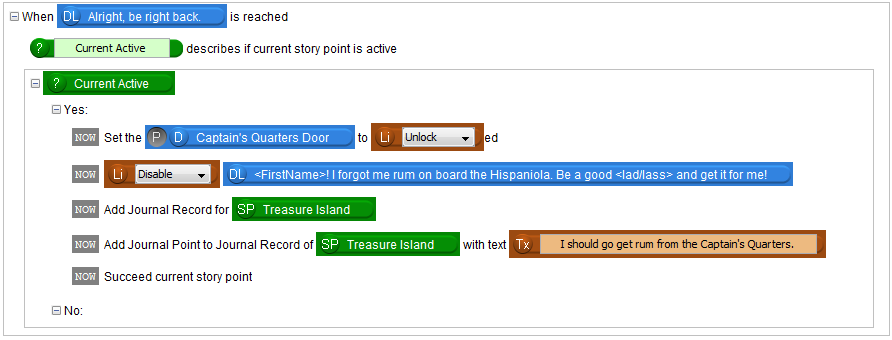 When DL Alright, be right back. is reached
? Current Active describes if current story point is active
? Current Active
Yes:
NOW Set the P D Captain's Quarters Door to Li Unlock ed
NOW Li Disable DL <FirstName>! I forgot me rum on board the Hispaniola. Be a good <lad/lass> and get it for me!
NOW Add Journal Record for SP Treasure Island
NOW Add Journal Point to Journal Record of SP Treasure Island with text Tx I should go get rum from the Captain's Quarters.
NOW Succeed current story point
No: